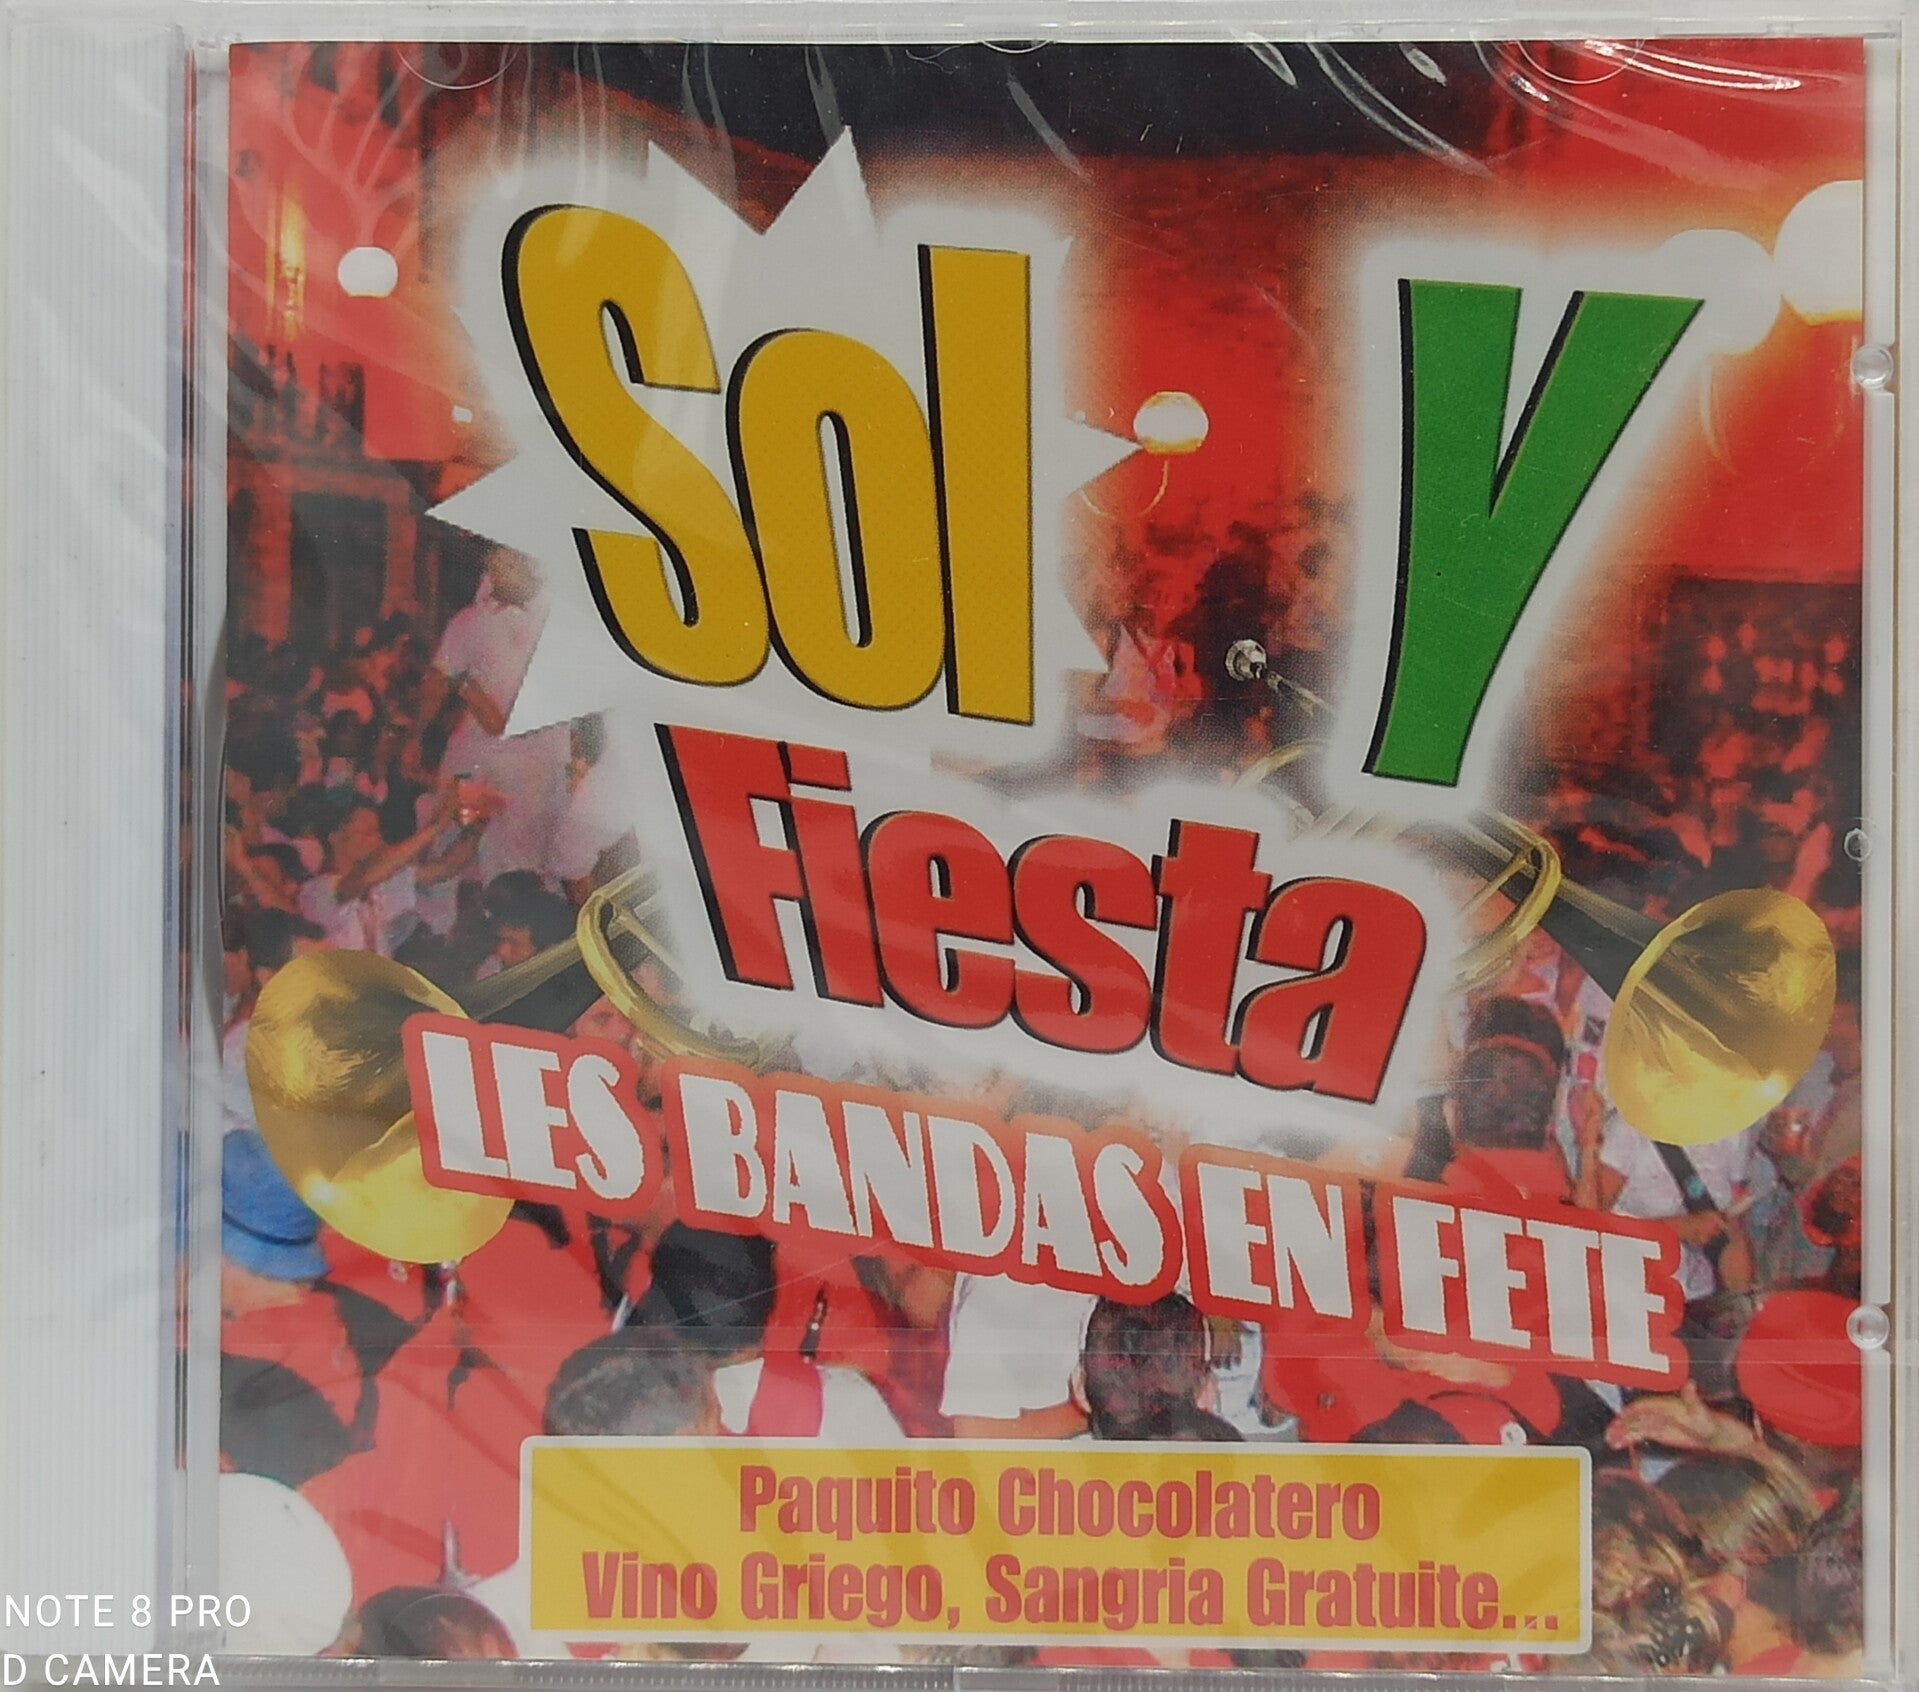 Sol Y
Fiesta
LES BANDAS EN FETE
Paquito Chocolatero
Vino Griego, Sangria Gratuite...
NOTE 8 PRO
D CAMERA